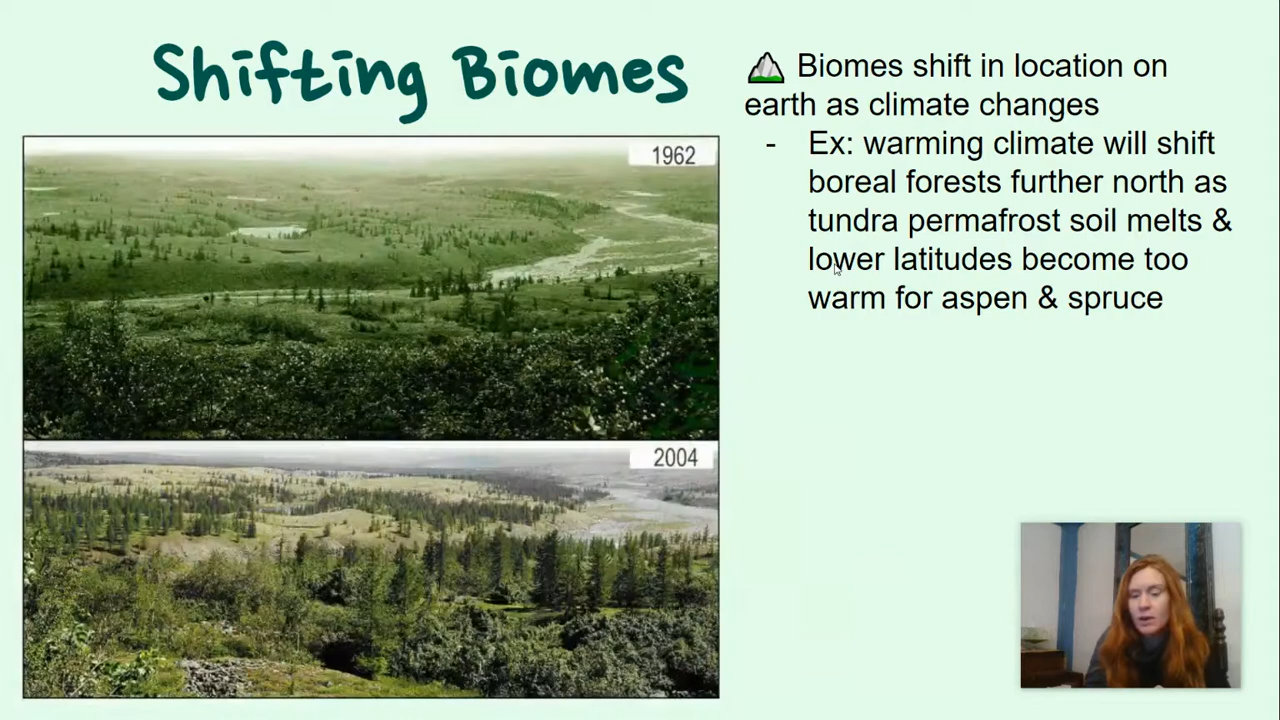 Shifting Biomes
1962
2004
Biomes shift in location on
earth as climate changes
- Ex: warming climate will shift
boreal forests further north as
tundra permafrost soil melts &
lower latitudes become too
warm for aspen & spruce